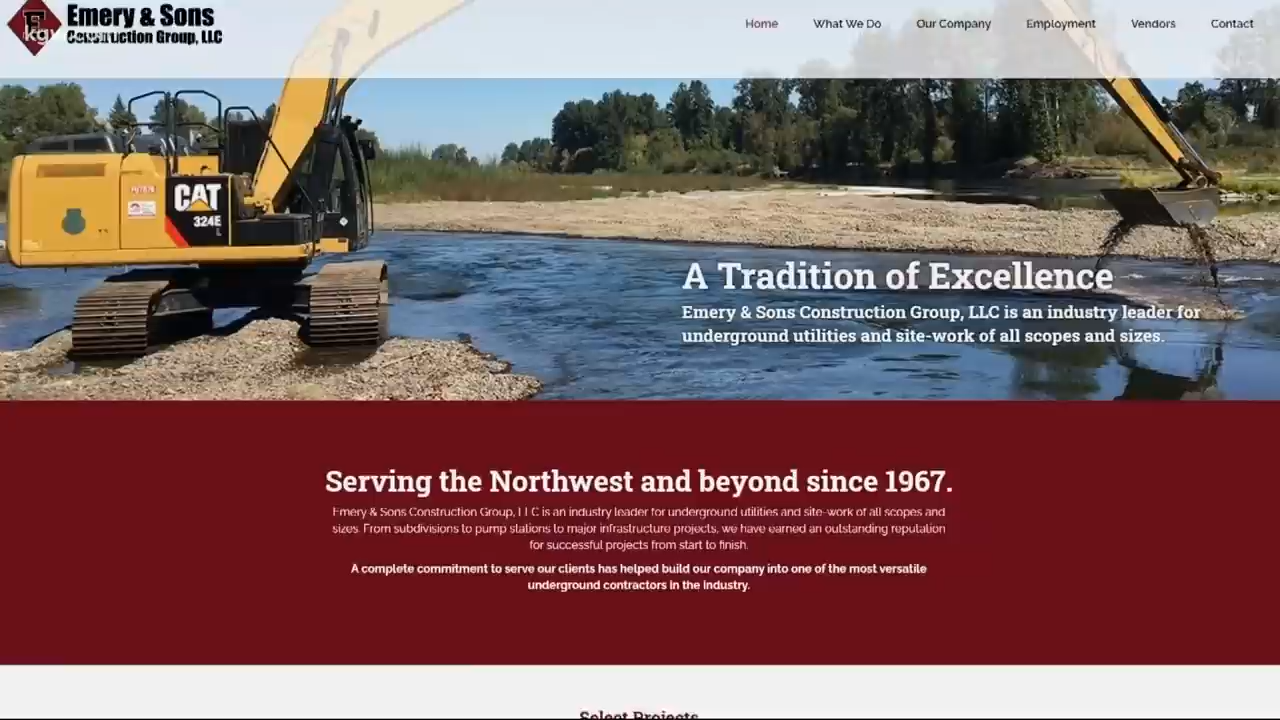 Emery & Sons
Construction Group, LLC
Home
What We Do
Our Company
Employment
Vendors
Contact
CAT
324E
L
A Tradition of Excellence
Emery & Sons Construction Group, LLC is an industry leader for
underground utilities and site-work of all scopes and sizes.
Serving the Northwest and beyond since 1967.
Emery & Sons Construction Group, LLC is an industry leader for underground utilities and site-work of all scopes and
sizes. From subdivisions to pump stations to major infrastructure projects, we have earned an outstanding reputation
for successful projects from start to finish.
A complete commitment to serve our clients has helped build our company into one of the most versatile
underground contractors in the industry.
Select Projects